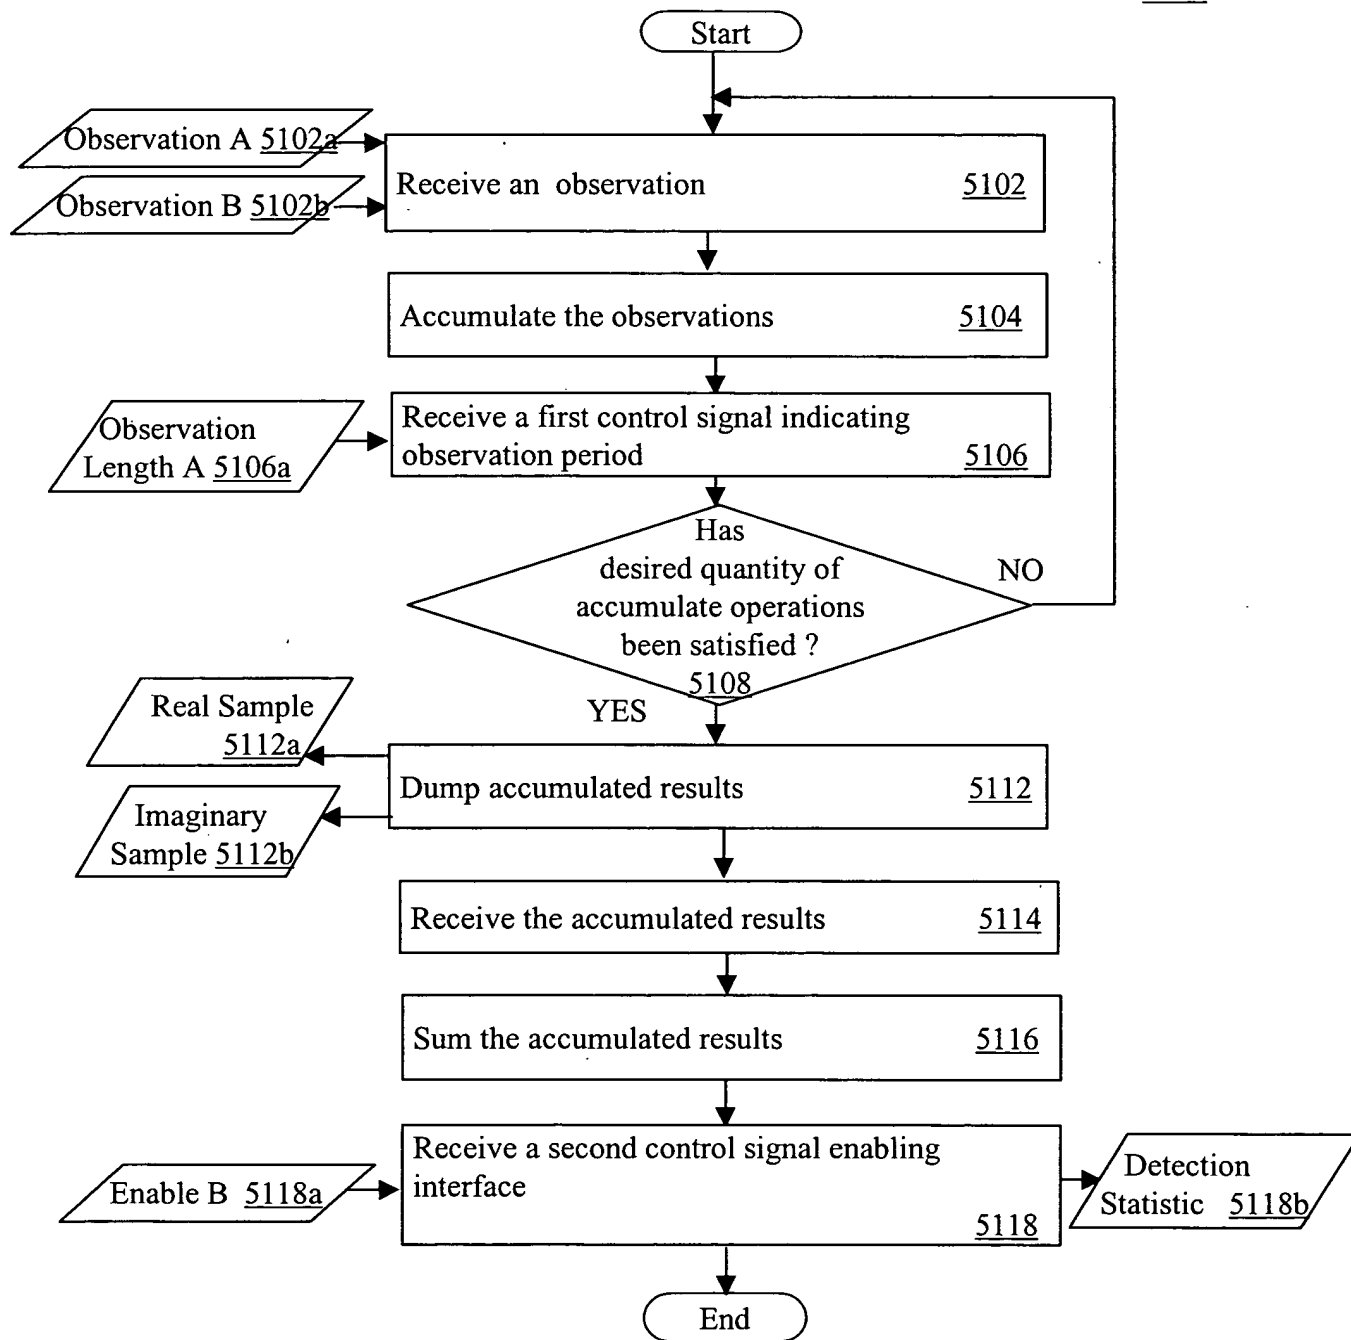 Start
Observation A 5102a
Receive an observation 5102
Observation B 5102b
Accumulate the observations 5104
Receive a first control signal indicating
observation period 5106
Observation
Length A 5106a
Has
desired quantity of
accumulate operations
been satisfied ?
5108
NO
YES
Real Sample
5112a
Dump accumulated results 5112
Imaginary
Sample 5112b
Receive the accumulated results 5114
Sum the accumulated results 5116
Receive a second control signal enabling
interface
5118
Enable B 5118a
Detection
Statistic 5118b
End